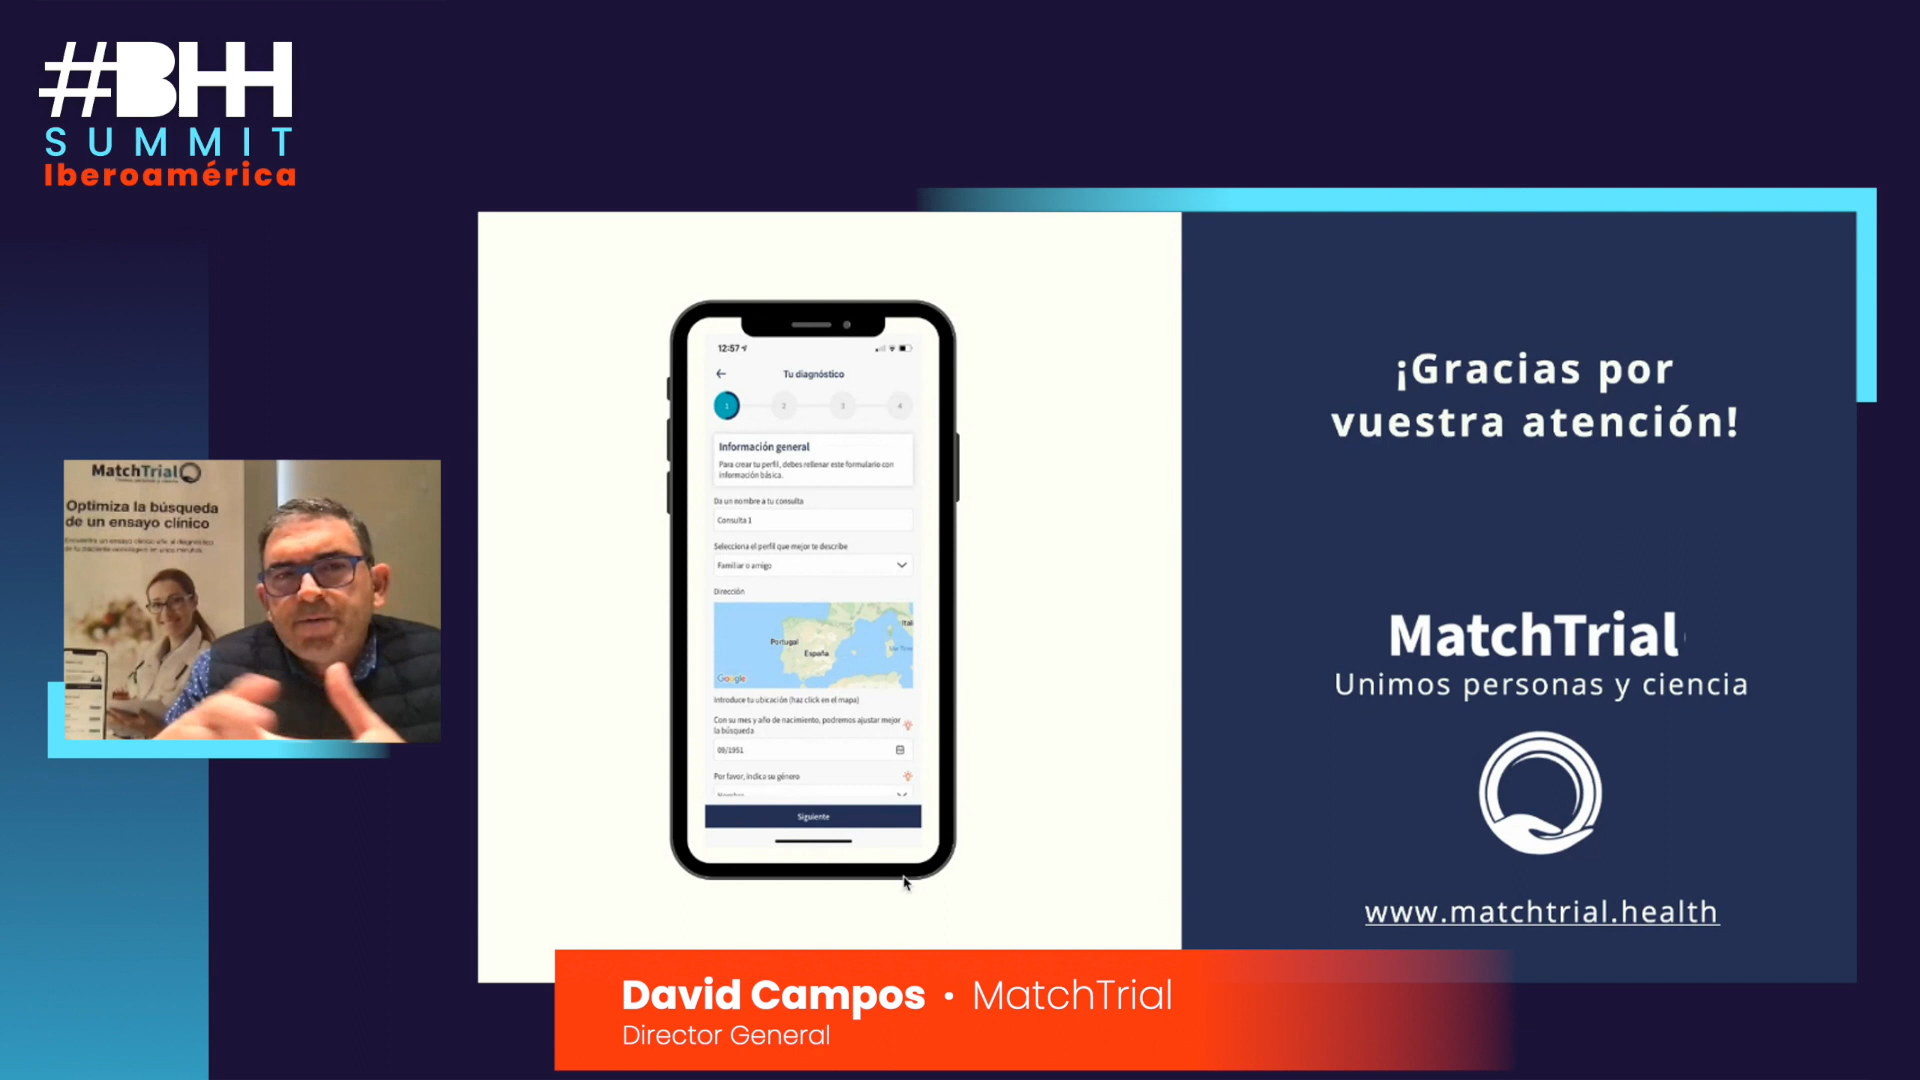 #BHH
SUMMIT
Iberoamérica
MatchTrial
Unimos personas y ciencia
Optimiza la búsqueda
de un ensayo clínico
12:57
Tu diagnóstico
1 2 3 4
Información general
Para crear tu perfil, debes rellenar este formulario con
información básica.
Da un nombre a tu consulta
Consulta 1
Selecciona el perfil que mejor te describe
Familiar o amigo
Dirección
Portugal
España
Ital
Google
Introduce tu ubicación (haz click en el mapa)
Con su mes y año de nacimiento, podremos ajustar mejor
la búsqueda
09/1951
Por favor, indica su género
Siguiente
¡Gracias por
vuestra atención!
MatchTrial
Unimos personas y ciencia
www.matchtrial.health
David Campos • MatchTrial
Director General